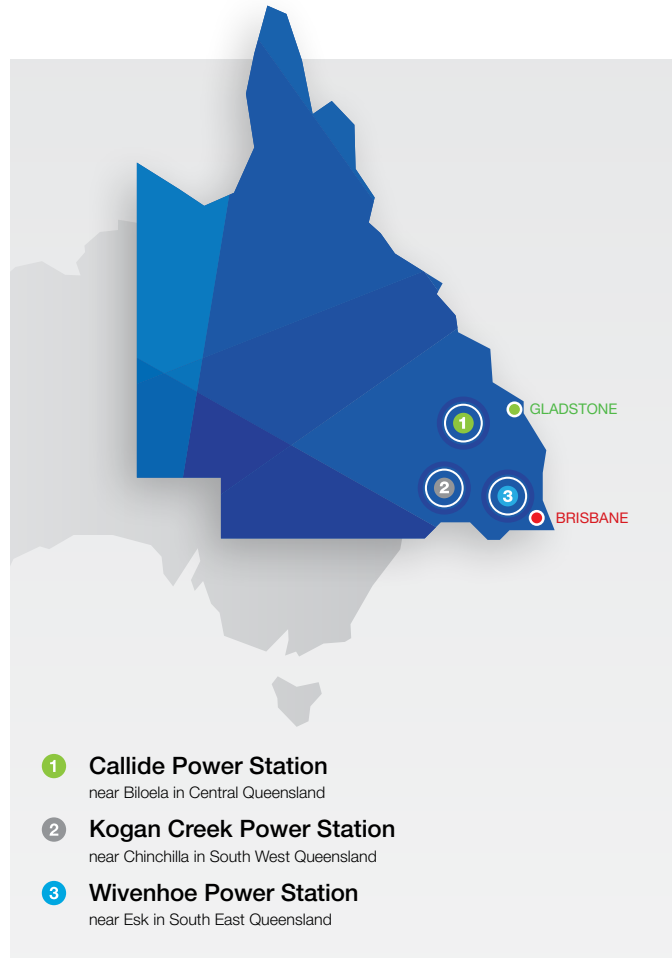 1
GLADSTONE
2
3
BRISBANE
1 Callide Power Station
near Biloela in Central Queensland
2 Kogan Creek Power Station
near Chinchilla in South West Queensland
3 Wivenhoe Power Station
near Esk in South East Queensland